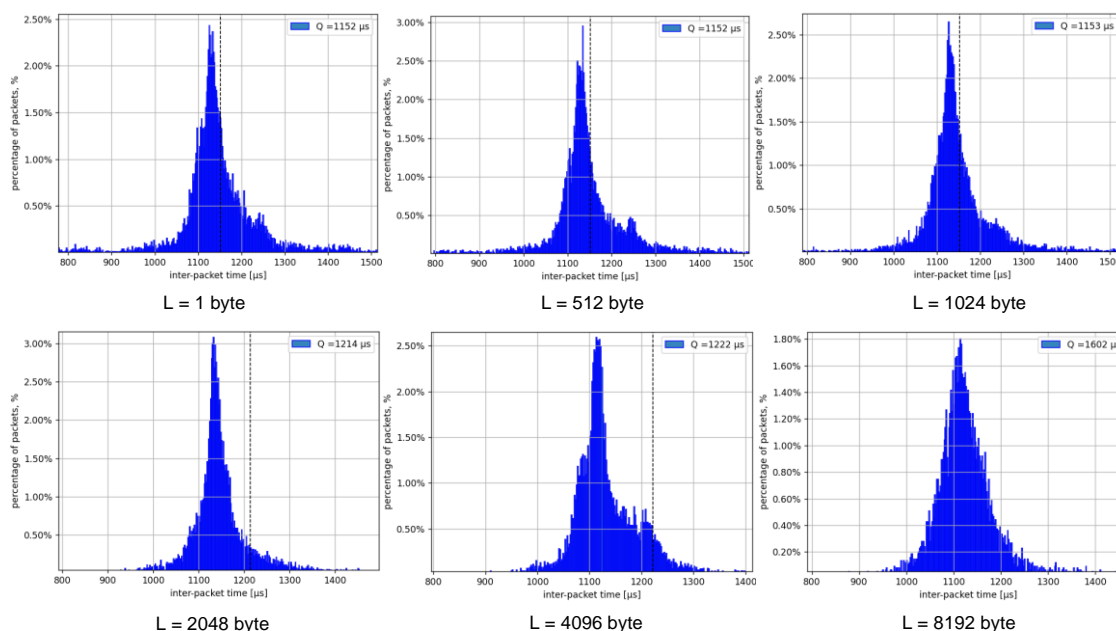 2.50%
2.00%
1.50%
1.00%
0.50%
percentage of packets, %
Q =1152 µs
800 900 1000 1100 1200 1300 1400 1500
inter-packet time [µs]
L = 1 byte
3.00%
2.50%
2.00%
1.50%
1.00%
0.50%
percentage of packets, %
Q =1152 µs
800 900 1000 1100 1200 1300 1400 1500
inter-packet time [µs]
L = 512 byte
2.50%
2.00%
1.50%
1.00%
0.50%
percentage of packets, %
Q =1153 µs
800 900 1000 1100 1200 1300 1400 1500
inter-packet time [µs]
L = 1024 byte
3.00%
2.50%
2.00%
1.50%
1.00%
0.50%
percentage of packets, %
Q =1214 µs
800 900 1000 1100 1200 1300 1400
inter-packet time [µs]
L = 2048 byte
2.50%
2.00%
1.50%
1.00%
0.50%
percentage of packets, %
Q =1222 µs
800 900 1000 1100 1200 1300 1400
inter-packet time [µs]
L = 4096 byte
1.80%
1.60%
1.40%
1.20%
1.00%
0.80%
0.60%
0.40%
0.20%
percentage of packets, %
Q =1602 µs
800 900 1000 1100 1200 1300 1400
inter-packet time [µs]
L = 8192 byte